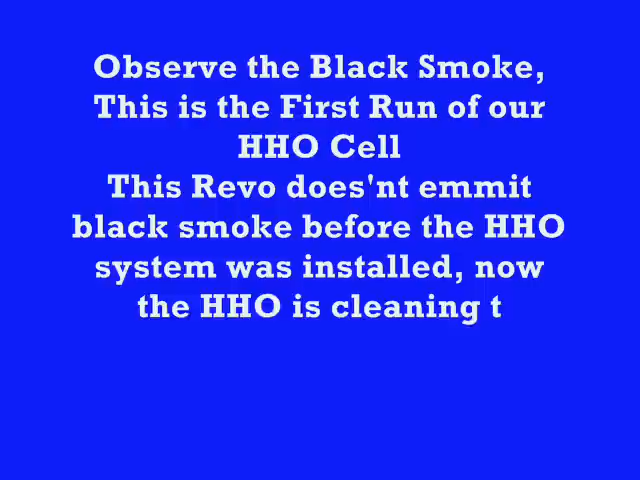 Observe the Black Smoke,
This is the First Run of our
HHO Cell
This Revo does'nt emmit
black smoke before the HHO
system was installed, now
the HHO is cleaning t